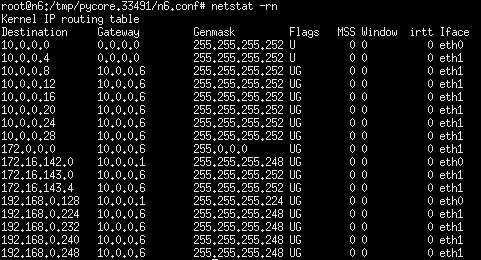 root@n6:/tmp/pycore.33491/n6.conf# netstat -rn
Kernel IP routing table
Destination Gateway Genmask Flags MSS Window irtt Iface
10.0.0.0 0.0.0.0 255.255.255.252 U 0 0 0 eth0
10.0.0.4 0.0.0.0 255.255.255.252 U 0 0 0 eth1
10.0.0.8 10.0.0.6 255.255.255.252 UG 0 0 0 eth1
10.0.0.12 10.0.0.6 255.255.255.252 UG 0 0 0 eth1
10.0.0.16 10.0.0.6 255.255.255.252 UG 0 0 0 eth1
10.0.0.20 10.0.0.6 255.255.255.252 UG 0 0 0 eth1
10.0.0.24 10.0.0.6 255.255.255.252 UG 0 0 0 eth1
10.0.0.28 10.0.0.6 255.255.255.252 UG 0 0 0 eth1
172.0.0.0 10.0.0.6 255.0.0.0 UG 0 0 0 eth1
172.16.142.0 10.0.0.1 255.255.255.248 UG 0 0 0 eth0
172.16.143.0 10.0.0.6 255.255.255.252 UG 0 0 0 eth1
172.16.143.4 10.0.0.6 255.255.255.252 UG 0 0 0 eth1
192.168.0.128 10.0.0.1 255.255.255.224 UG 0 0 0 eth0
192.168.0.224 10.0.0.6 255.255.255.248 UG 0 0 0 eth1
192.168.0.232 10.0.0.6 255.255.255.248 UG 0 0 0 eth1
192.168.0.240 10.0.0.6 255.255.255.248 UG 0 0 0 eth1
192.168.0.248 10.0.0.6 255.255.255.248 UG 0 0 0 eth1